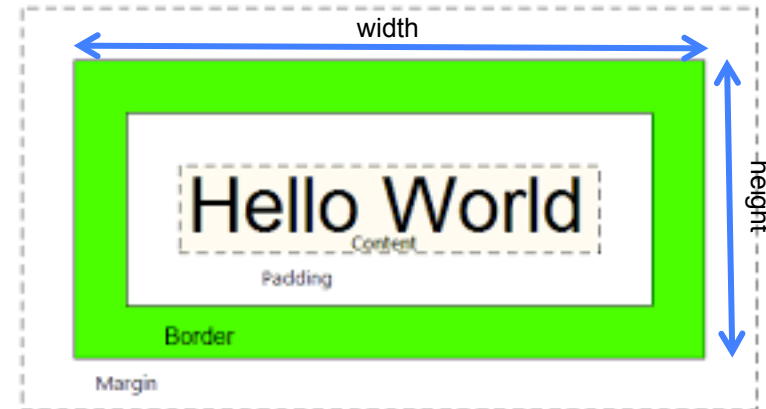 width
height
Hello World
Content
Padding
Border
Margin